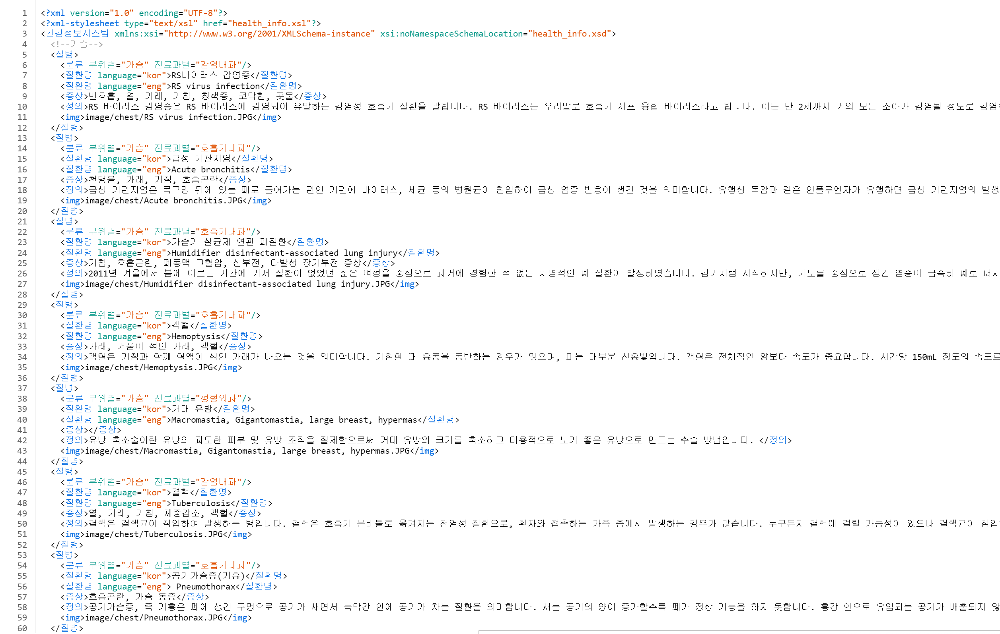 1 <?xml version="1.0" encoding="UTF-8"?>
2 <?xml-stylesheet type="text/xsl" href="health_info.xsl"?>
3 <건강정보시스템 xmlns:xsi="http://www.w3.org/2001/XMLSchema-instance" xsi:noNamespaceSchemaLocation="health_info.xsd">
4 <!--가슴-->
5 <질병>
6 <분류 부위별="가슴" 진료과별="감염내과"/>
7 <질환명 language="kor">RS바이러스 감염증</질환명>
8 <질환명 language="eng">RS virus infection</질환명>
9 <증상>빈호흡, 열, 가래, 기침, 청색증, 코막힘, 콧물</증상>
10 <정의>RS 바이러스 감염증은 RS 바이러스에 감염되어 유발하는 감염성 호흡기 질환을 말합니다. RS 바이러스는 우리말로 호흡기 세포 융합 바이러스라고 합니다. 이는 만 2세까지 거의 모든 소아가 감염될 정도로
11 <img>image/chest/RS virus infection.JPG</img>
12 </질병>
13 <질병>
14 <분류 부위별="가슴" 진료과별="호흡기내과"/>
15 <질환명 language="kor">급성 기관지염</질환명>
16 <질환명 language="eng">Acute bronchitis</질환명>
17 <증상>천명음, 가래, 기침, 호흡곤란</증상>
18 <정의>급성 기관지염은 목구멍 뒤에 있는 폐로 들어가는 관인 기관에 바이러스, 세균 등의 병원균이 침입하여 급성 염증 반응이 생긴 것을 의미합니다. 유행성 독감과 같은 인플루엔자가 유행하면 급성 기관지염의 발생
19 <img>image/chest/Acute bronchitis.JPG</img>
20 </질병>
21 <질병>
22 <분류 부위별="가슴" 진료과별="호흡기내과"/>
23 <질환명 language="kor">가습기 살균제 연관 폐질환</질환명>
24 <질환명 language="eng">Humidifier disinfectant-associated lung injury</질환명>
25 <증상>기침, 호흡곤란, 폐동맥 고혈압, 심부전, 다발성 장기부전 증상</증상>
26 <정의>2011년 겨울에서 봄에 이르는 기간에 기저 질환이 없었던 젊은 여성을 중심으로 과거에 경험한 적 없는 치명적인 폐 질환이 발생하였습니다. 감기처럼 시작하지만, 기도를 중심으로 생긴 염증이 급속히 폐로 퍼지
27 <img>image/chest/Humidifier disinfectant-associated lung injury.JPG</img>
28 </질병>
29 <질병>
30 <분류 부위별="가슴" 진료과별="호흡기내과"/>
31 <질환명 language="kor">객혈</질환명>
32 <질환명 language="eng">Hemoptysis</질환명>
33 <증상>가래, 거품이 섞인 가래, 객혈</증상>
34 <정의>객혈은 기침과 함께 혈액이 섞인 가래가 나오는 것을 의미합니다. 기침할 때 흉통을 동반하는 경우가 많으며, 피는 대부분 선홍빛입니다. 객혈은 전체적인 양보다 속도가 중요합니다. 시간당 150mL 정도의 속도로
35 <img>image/chest/Hemoptysis.JPG</img>
36 </질병>
37 <질병>
38 <분류 부위별="가슴" 진료과별="성형외과"/>
39 <질환명 language="kor">거대 유방</질환명>
40 <질환명 language="eng">Macromastia, Gigantomastia, large breast, hypermas</질환명>
41 <증상></증상>
42 <정의>유방 축소술이란 유방의 과도한 피부 및 유방 조직을 절제함으로써 거대 유방의 크기를 축소하고 미용적으로 보기 좋은 유방으로 만드는 수술 방법입니다. </정의>
43 <img>image/chest/Macromastia, Gigantomastia, large breast, hypermas.JPG</img>
44 </질병>
45 <질병>
46 <분류 부위별="가슴" 진료과별="감염내과"/>
47 <질환명 language="kor">결핵</질환명>
48 <질환명 language="eng">Tuberculosis</질환명>
49 <증상>열, 가래, 기침, 체중감소, 객혈</증상>
50 <정의>결핵은 결핵균이 침입하여 발생하는 병입니다. 결핵은 호흡기 분비물로 옮겨지는 전염성 질환으로, 환자와 접촉하는 가족 중에서 발생하는 경우가 많습니다. 누구든지 결핵에 걸릴 가능성이 있으나 결핵균이 침입
51 <img>image/chest/Tuberculosis.JPG</img>
52 </질병>
53 <질병>
54 <분류 부위별="가슴" 진료과별="호흡기내과"/>
55 <질환명 language="kor">공기가슴증(기흉)</질환명>
56 <질환명 language="eng"> Pneumothorax</질환명>
57 <증상>호흡곤란, 가슴 통증</증상>
58 <정의>공기가슴증, 즉 기흉은 폐에 생긴 구멍으로 공기가 새면서 늑막강 안에 공기가 차는 질환을 의미합니다. 새는 공기의 양이 증가할수록 폐가 정상 기능을 하지 못합니다. 흉강 안으로 유입되는 공기가 배출되지 않
59 <img>image/chest/Pneumothorax.JPG</img>
60 </질병>